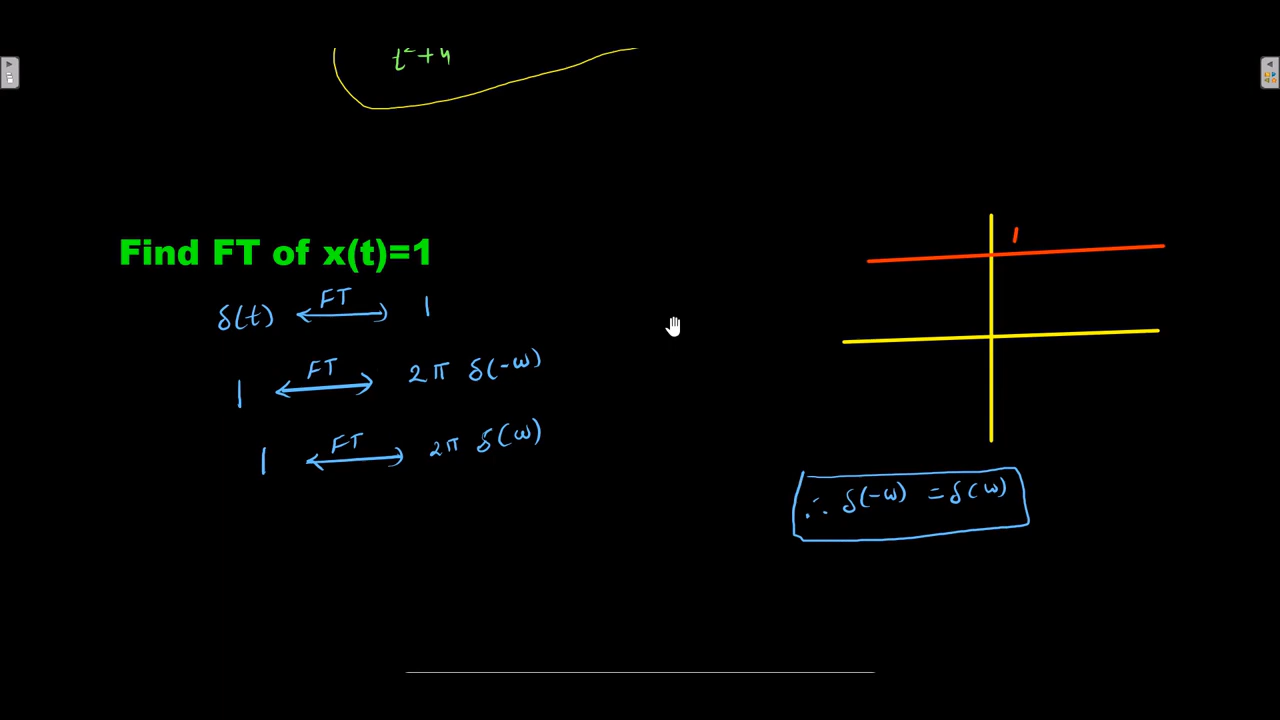 t² + 4
Find FT of x(t)=1
1
δ(t) ⟷ FT 1
1 ⟷ FT 2π δ(-ω)
1 ⟷ FT 2π δ(ω)
∴ δ(-ω) = δ(ω)